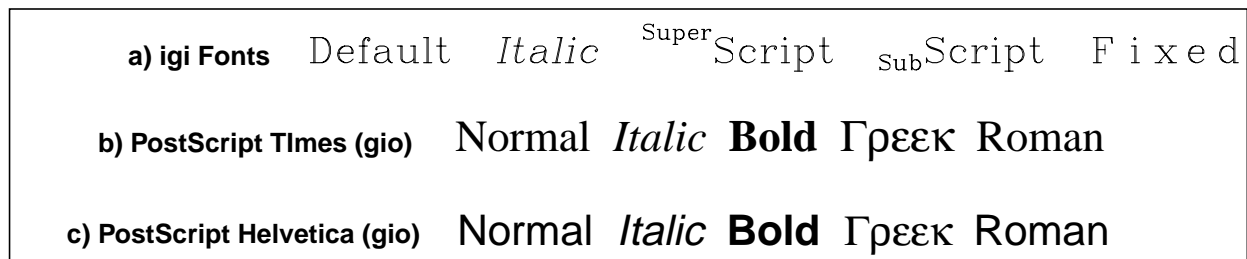 a) igi Fonts Default Italic SuperScript SubScript Fixed
b) PostScript TImes (gio) Normal Italic Bold Γρεεκ Roman
c) PostScript Helvetica (gio) Normal Italic Bold Γρεεκ Roman